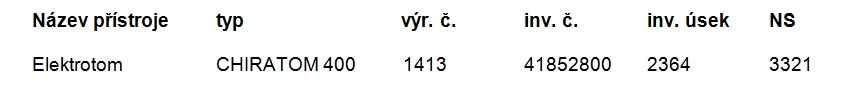 Název přístroje typ výr. č. inv. č. inv. úsek NS
Elektrotom CHIRATOM 400 1413 41852800 2364 3321